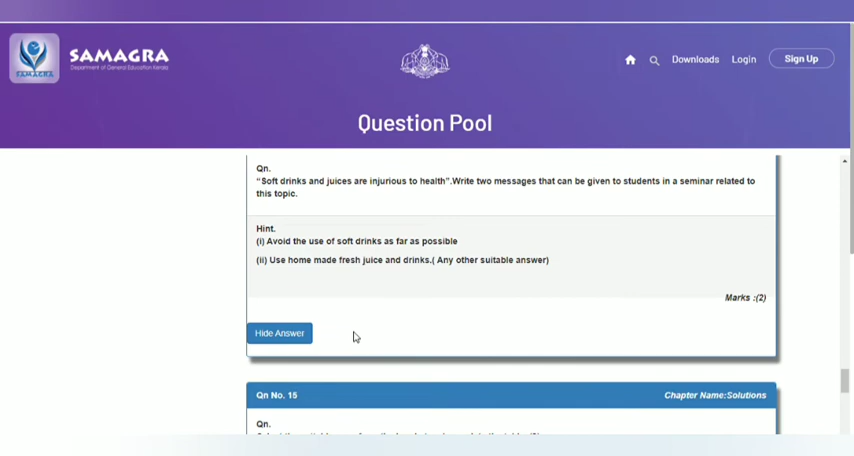 SAMAGRA
Department of General Education Kerala
SAMAGRA
Downloads Login Sign Up
Question Pool
Qn.
“Soft drinks and juices are injurious to health”.Write two messages that can be given to students in a seminar related to
this topic.
Hint.
(i) Avoid the use of soft drinks as far as possible
(ii) Use home made fresh juice and drinks.( Any other suitable answer)
Marks :(2)
Hide Answer
Qn No. 15 Chapter Name:Solutions
Qn.